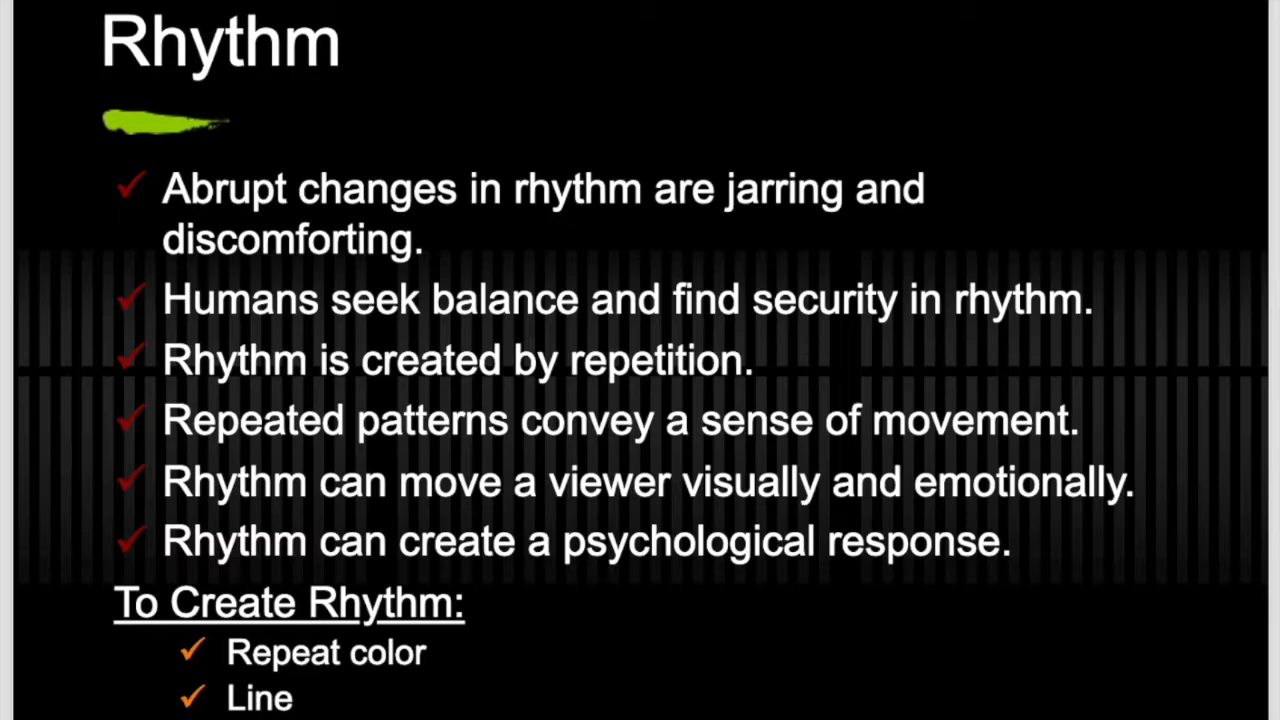 Rhythm
Abrupt changes in rhythm are jarring and
discomforting.
Humans seek balance and find security in rhythm.
Rhythm is created by repetition.
Repeated patterns convey a sense of movement.
Rhythm can move a viewer visually and emotionally.
Rhythm can create a psychological response.
To Create Rhythm:
Repeat color
Line